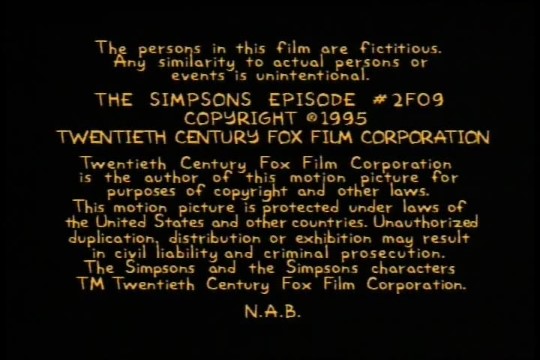 The persons in this film are fictitious.
Any similarity to actual persons or
events is unintentional.
THE SIMPSONS EPISODE #2F09
COPYRIGHT ©1995
TWENTIETH CENTURY FOX FILM CORPORATION
Twentieth Century Fox Film Corporation
is the author of this motion picture for
purposes of copyright and other laws.
This motion picture is protected under laws of
the United States and other countries. Unauthorized
duplication, distribution or exhibition may result
in civil liability and criminal prosecution.
The Simpsons and the Simpsons characters
TM Twentieth Century Fox Film Corporation.
N.A.B.